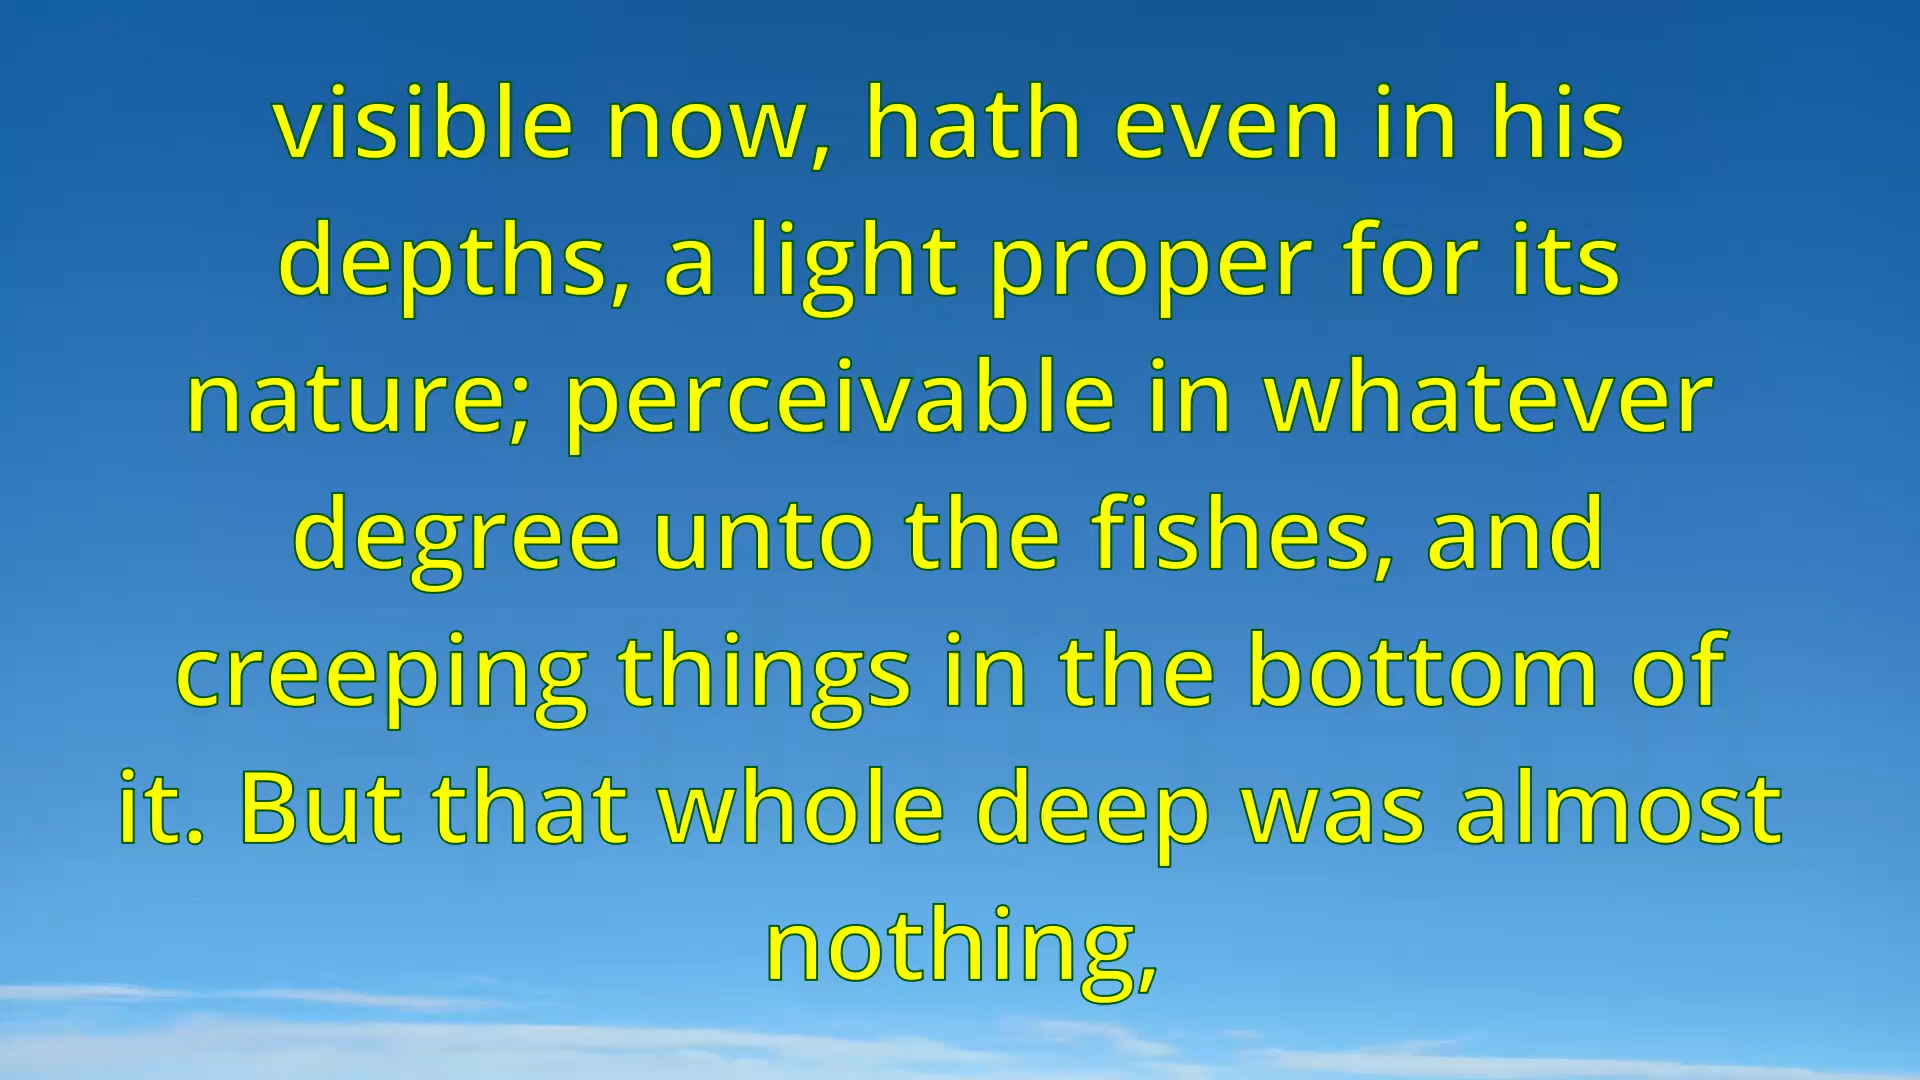 visible now, hath even in his
depths, a light proper for its
nature; perceivable in whatever
degree unto the fishes, and
creeping things in the bottom of
it. But that whole deep was almost
nothing,